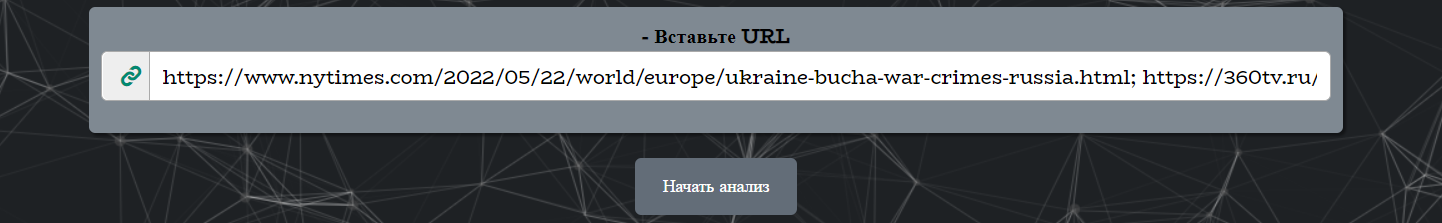 - Вставьте URL
https://www.nytimes.com/2022/05/22/world/europe/ukraine-bucha-war-crimes-russia.html; https://360tv.ru/
Начать анализ